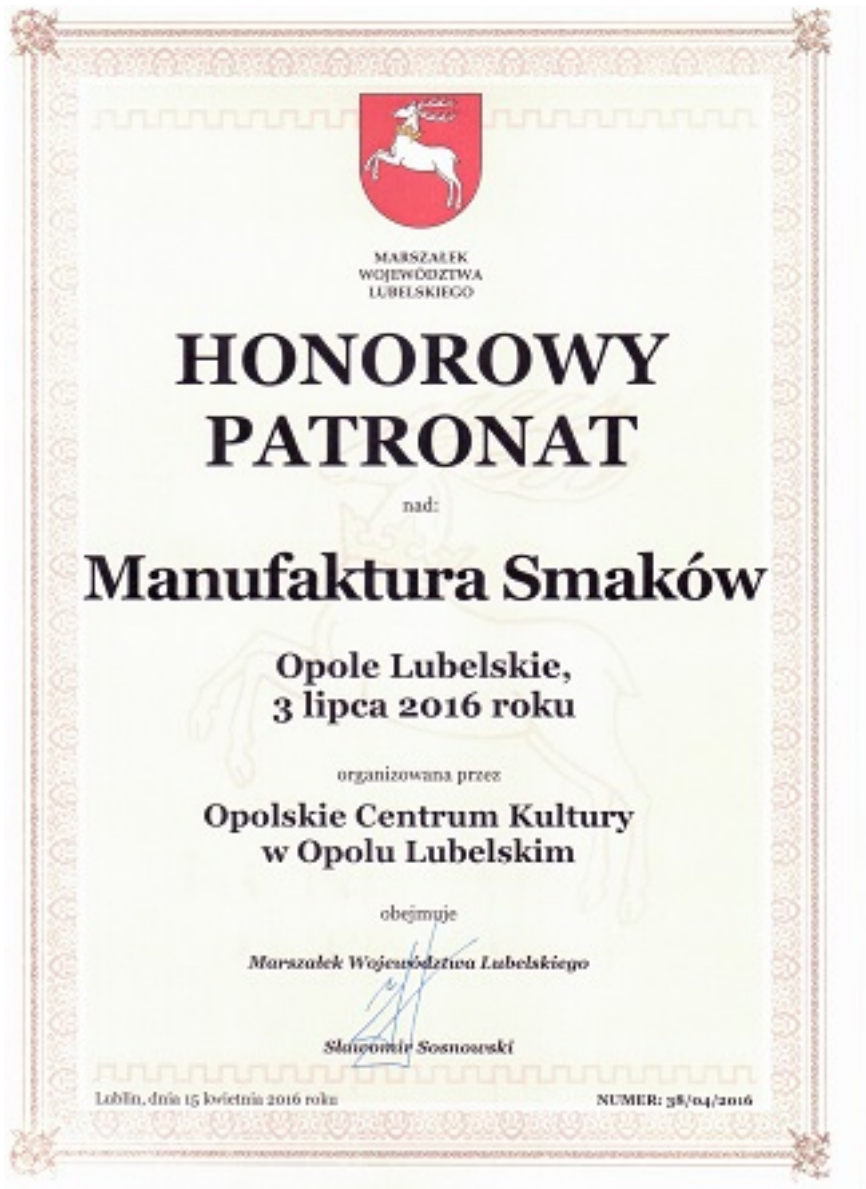 MARSZAŁEK
WOJEWÓDZTWA
LUBELSKIEGO
HONOROWY
PATRONAT
nad:
Manufaktura Smaków
Opole Lubelskie,
3 lipca 2016 roku
organizowana przez
Opolskie Centrum Kultury
w Opolu Lubelskim
obejmuje
Marszałek Województwa Lubelskiego
Sławomir Sosnowski
Lublin, dnia 15 kwietnia 2016 roku
NUMER: 38/04/2016